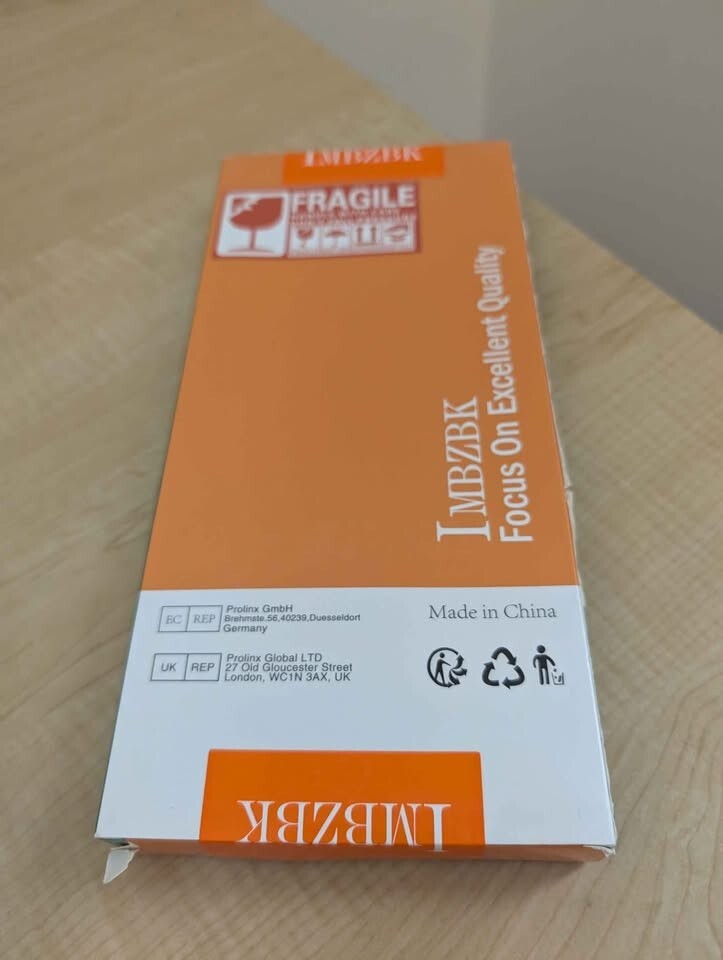 IMBZBK
FRAGILE
IMBZBK
Focus On Excellent Quality
EC REP
Prolinx GmbH
Brehmstr.56,40239,Duesseldorf
Germany
Made in China
UK REP
Prolinx Global LTD
27 Old Gloucester Street
London, WC1N 3AX, UK
IMBZBK